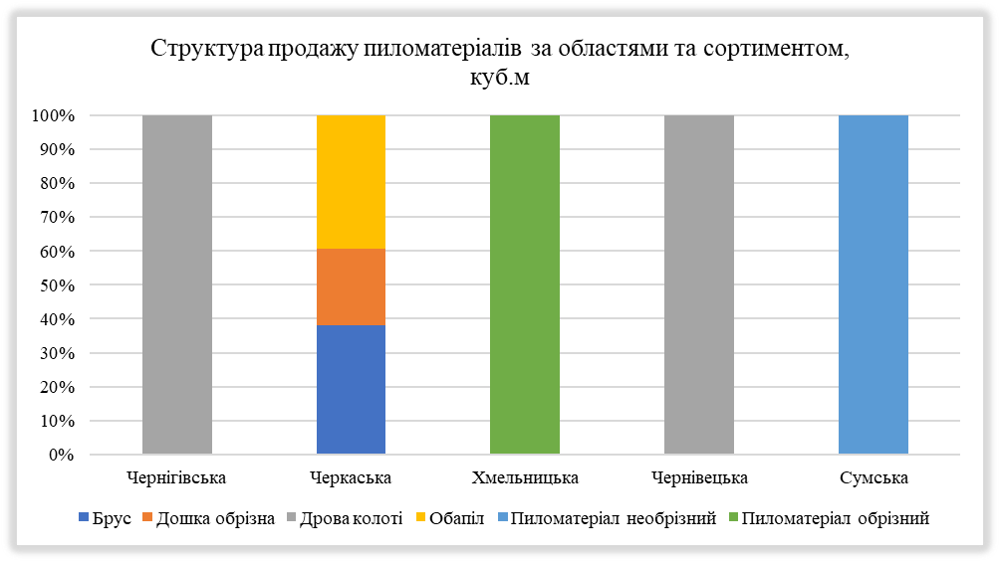 Структура продажу пиломатеріалів за областями та сортиментом,
куб.м
100%
90%
80%
70%
60%
50%
40%
30%
20%
10%
0%
Чернігівська Черкаська Хмельницька Чернівецька Сумська
Брус Дошка обрізна Дрова колоті Обапіл Пиломатеріал необрізний Пиломатеріал обрізний